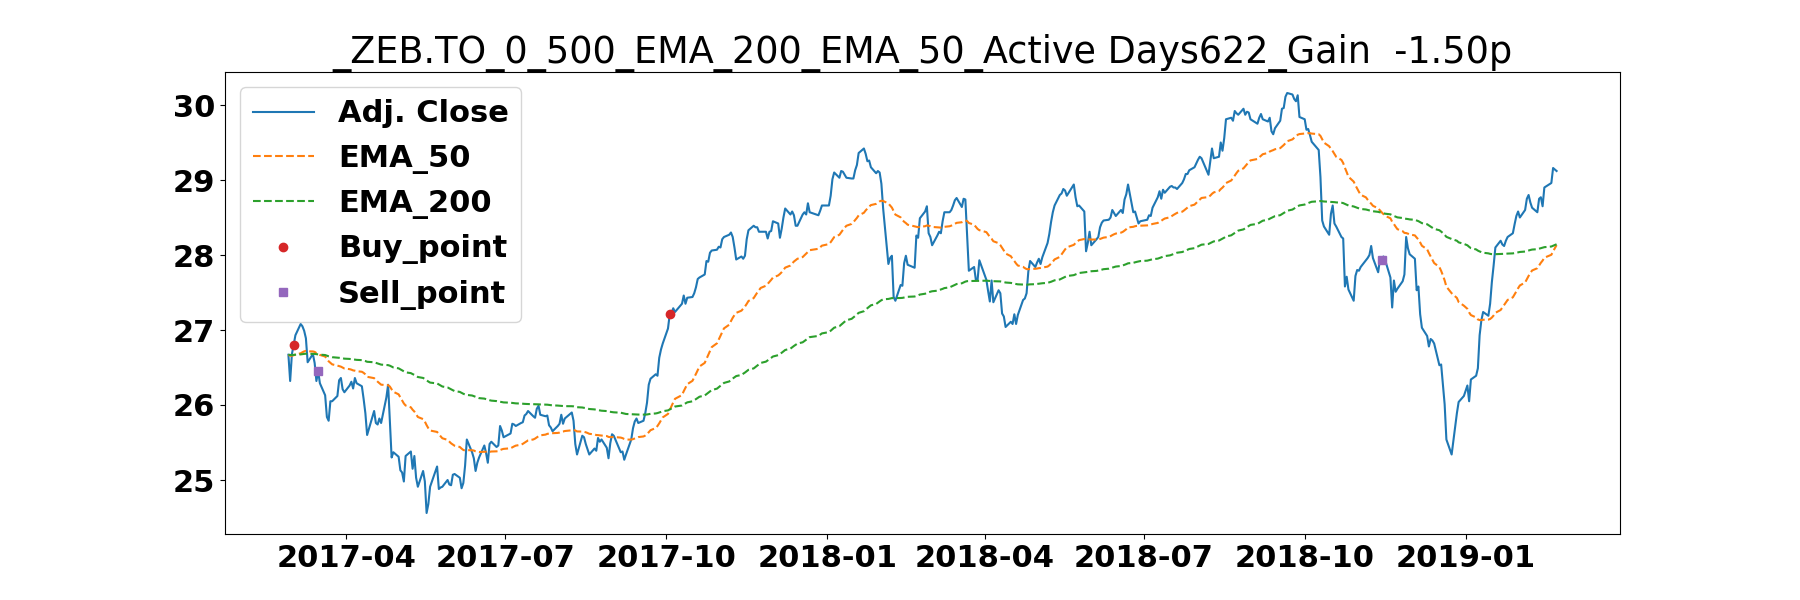 _ZEB.TO_0_500_EMA_200_EMA_50_Active Days622_Gain  -1.50p
Adj. Close
EMA_50
EMA_200
Buy_point
Sell_point
30
29
28
27
26
25
2017-04 2017-07 2017-10 2018-01 2018-04 2018-07 2018-10 2019-01